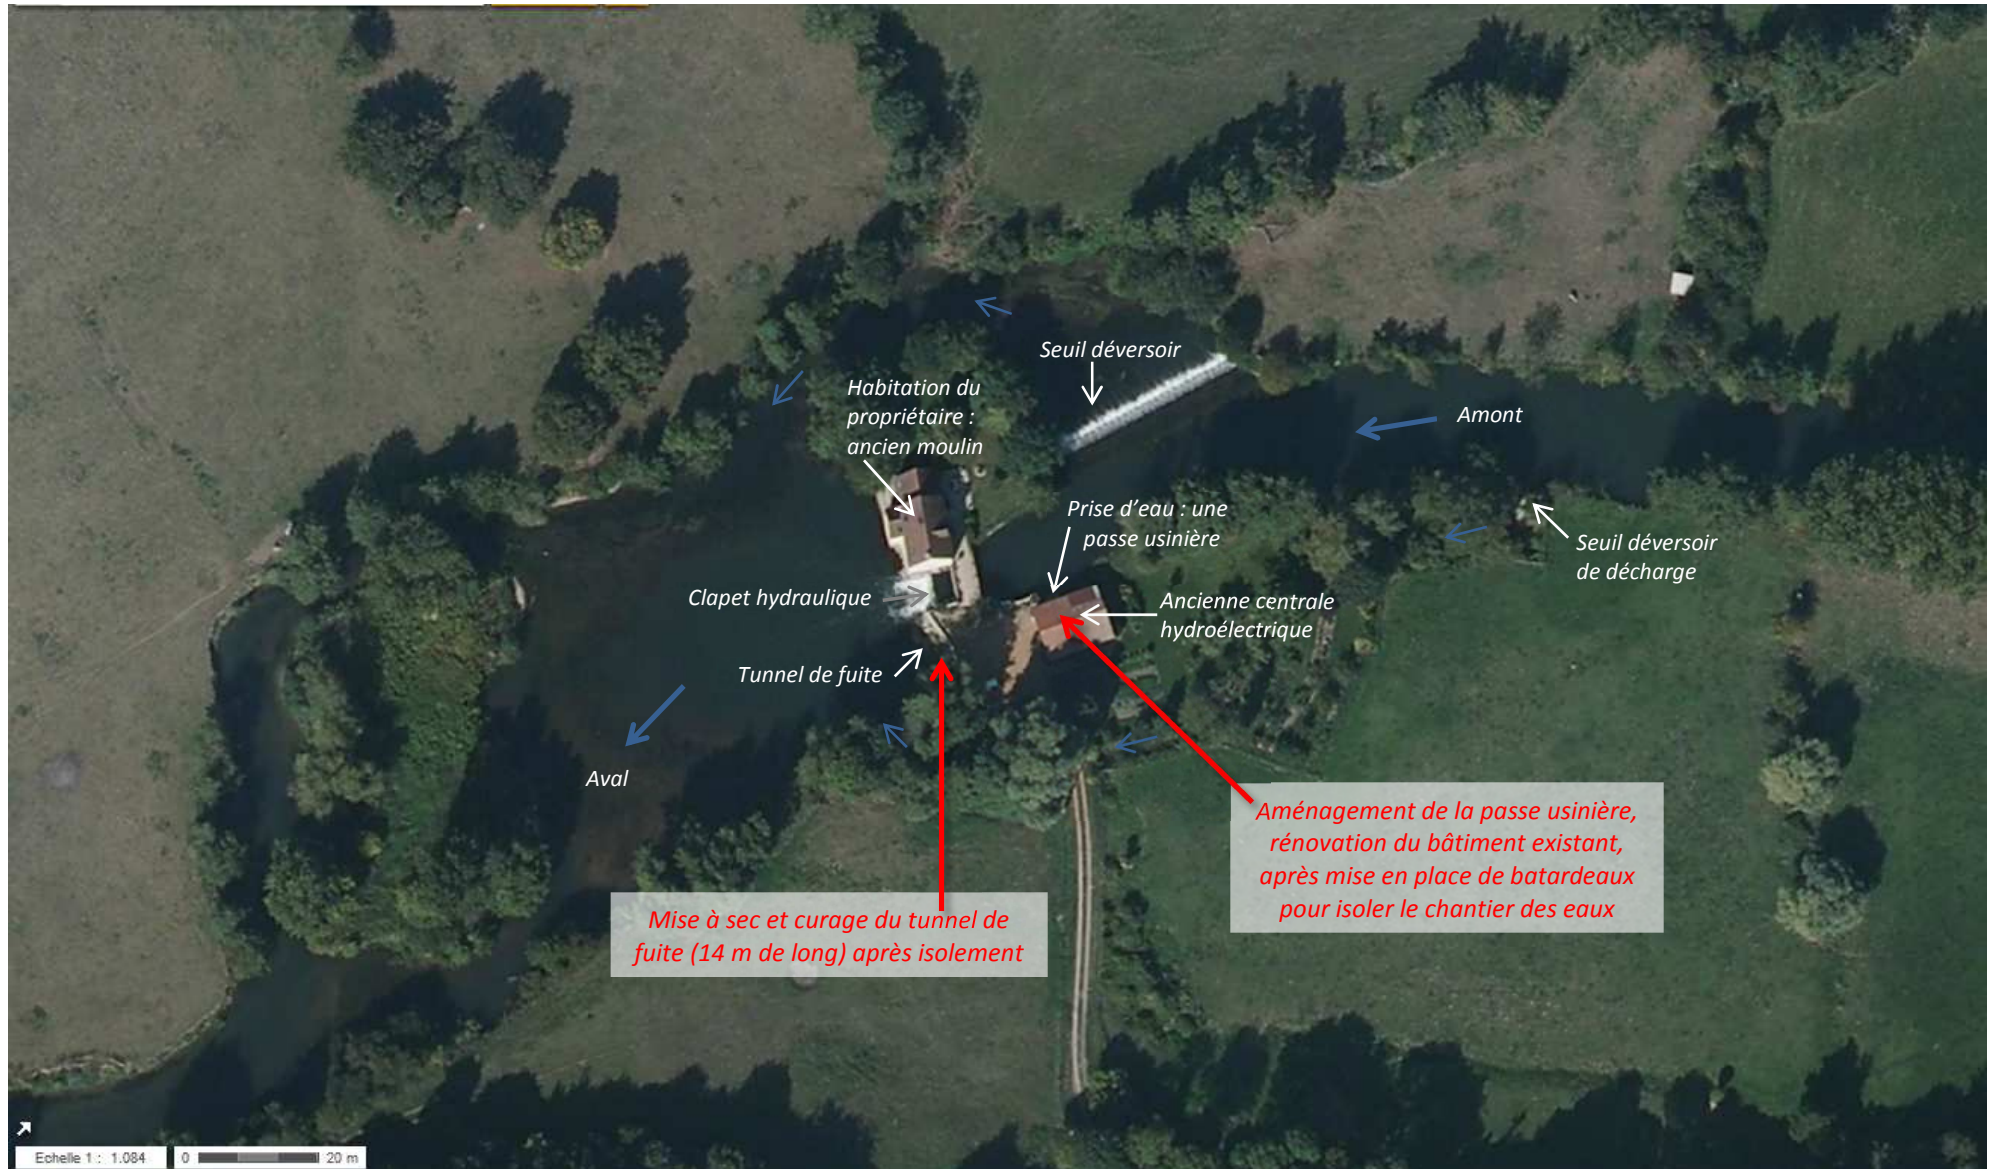 Seuil déversoir
Habitation du
propriétaire :
ancien moulin
Amont
Prise d’eau : une
passe usinière
Seuil déversoir
de décharge
Clapet hydraulique
Ancienne centrale
hydroélectrique
Tunnel de fuite
Aval
Aménagement de la passe usinière,
rénovation du bâtiment existant,
après mise en place de batardeaux
pour isoler le chantier des eaux
Mise à sec et curage du tunnel de
fuite (14 m de long) après isolement
Echelle 1 : 1.084
0 20 m